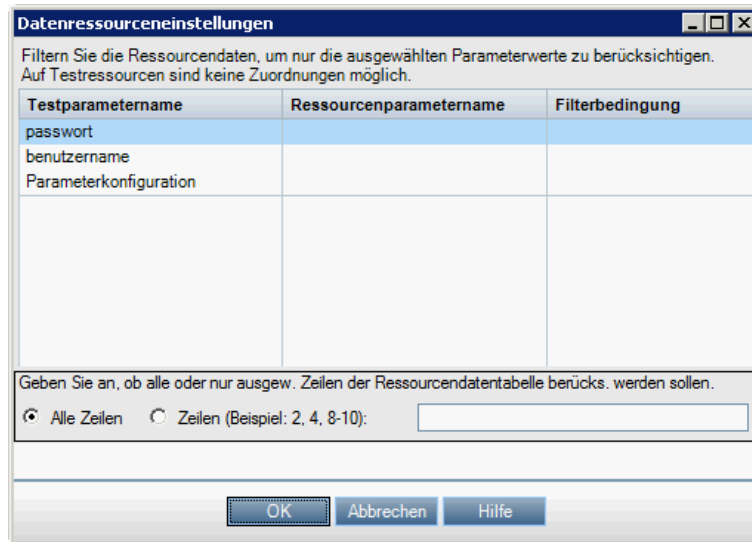 Datenressourceneinstellungen
Filtern Sie die Ressourcendaten, um nur die ausgewählten Parameterwerte zu berücksichtigen.
Auf Testressourcen sind keine Zuordnungen möglich.
Testparametername Ressourcenparametername Filterbedingung
passwort
benutzername
Parameterkonfiguration
Geben Sie an, ob alle oder nur ausgew. Zeilen der Ressourcendatentabelle berücks. werden sollen.
Alle Zeilen Zeilen (Beispiel: 2, 4, 8-10):
OK Abbrechen Hilfe